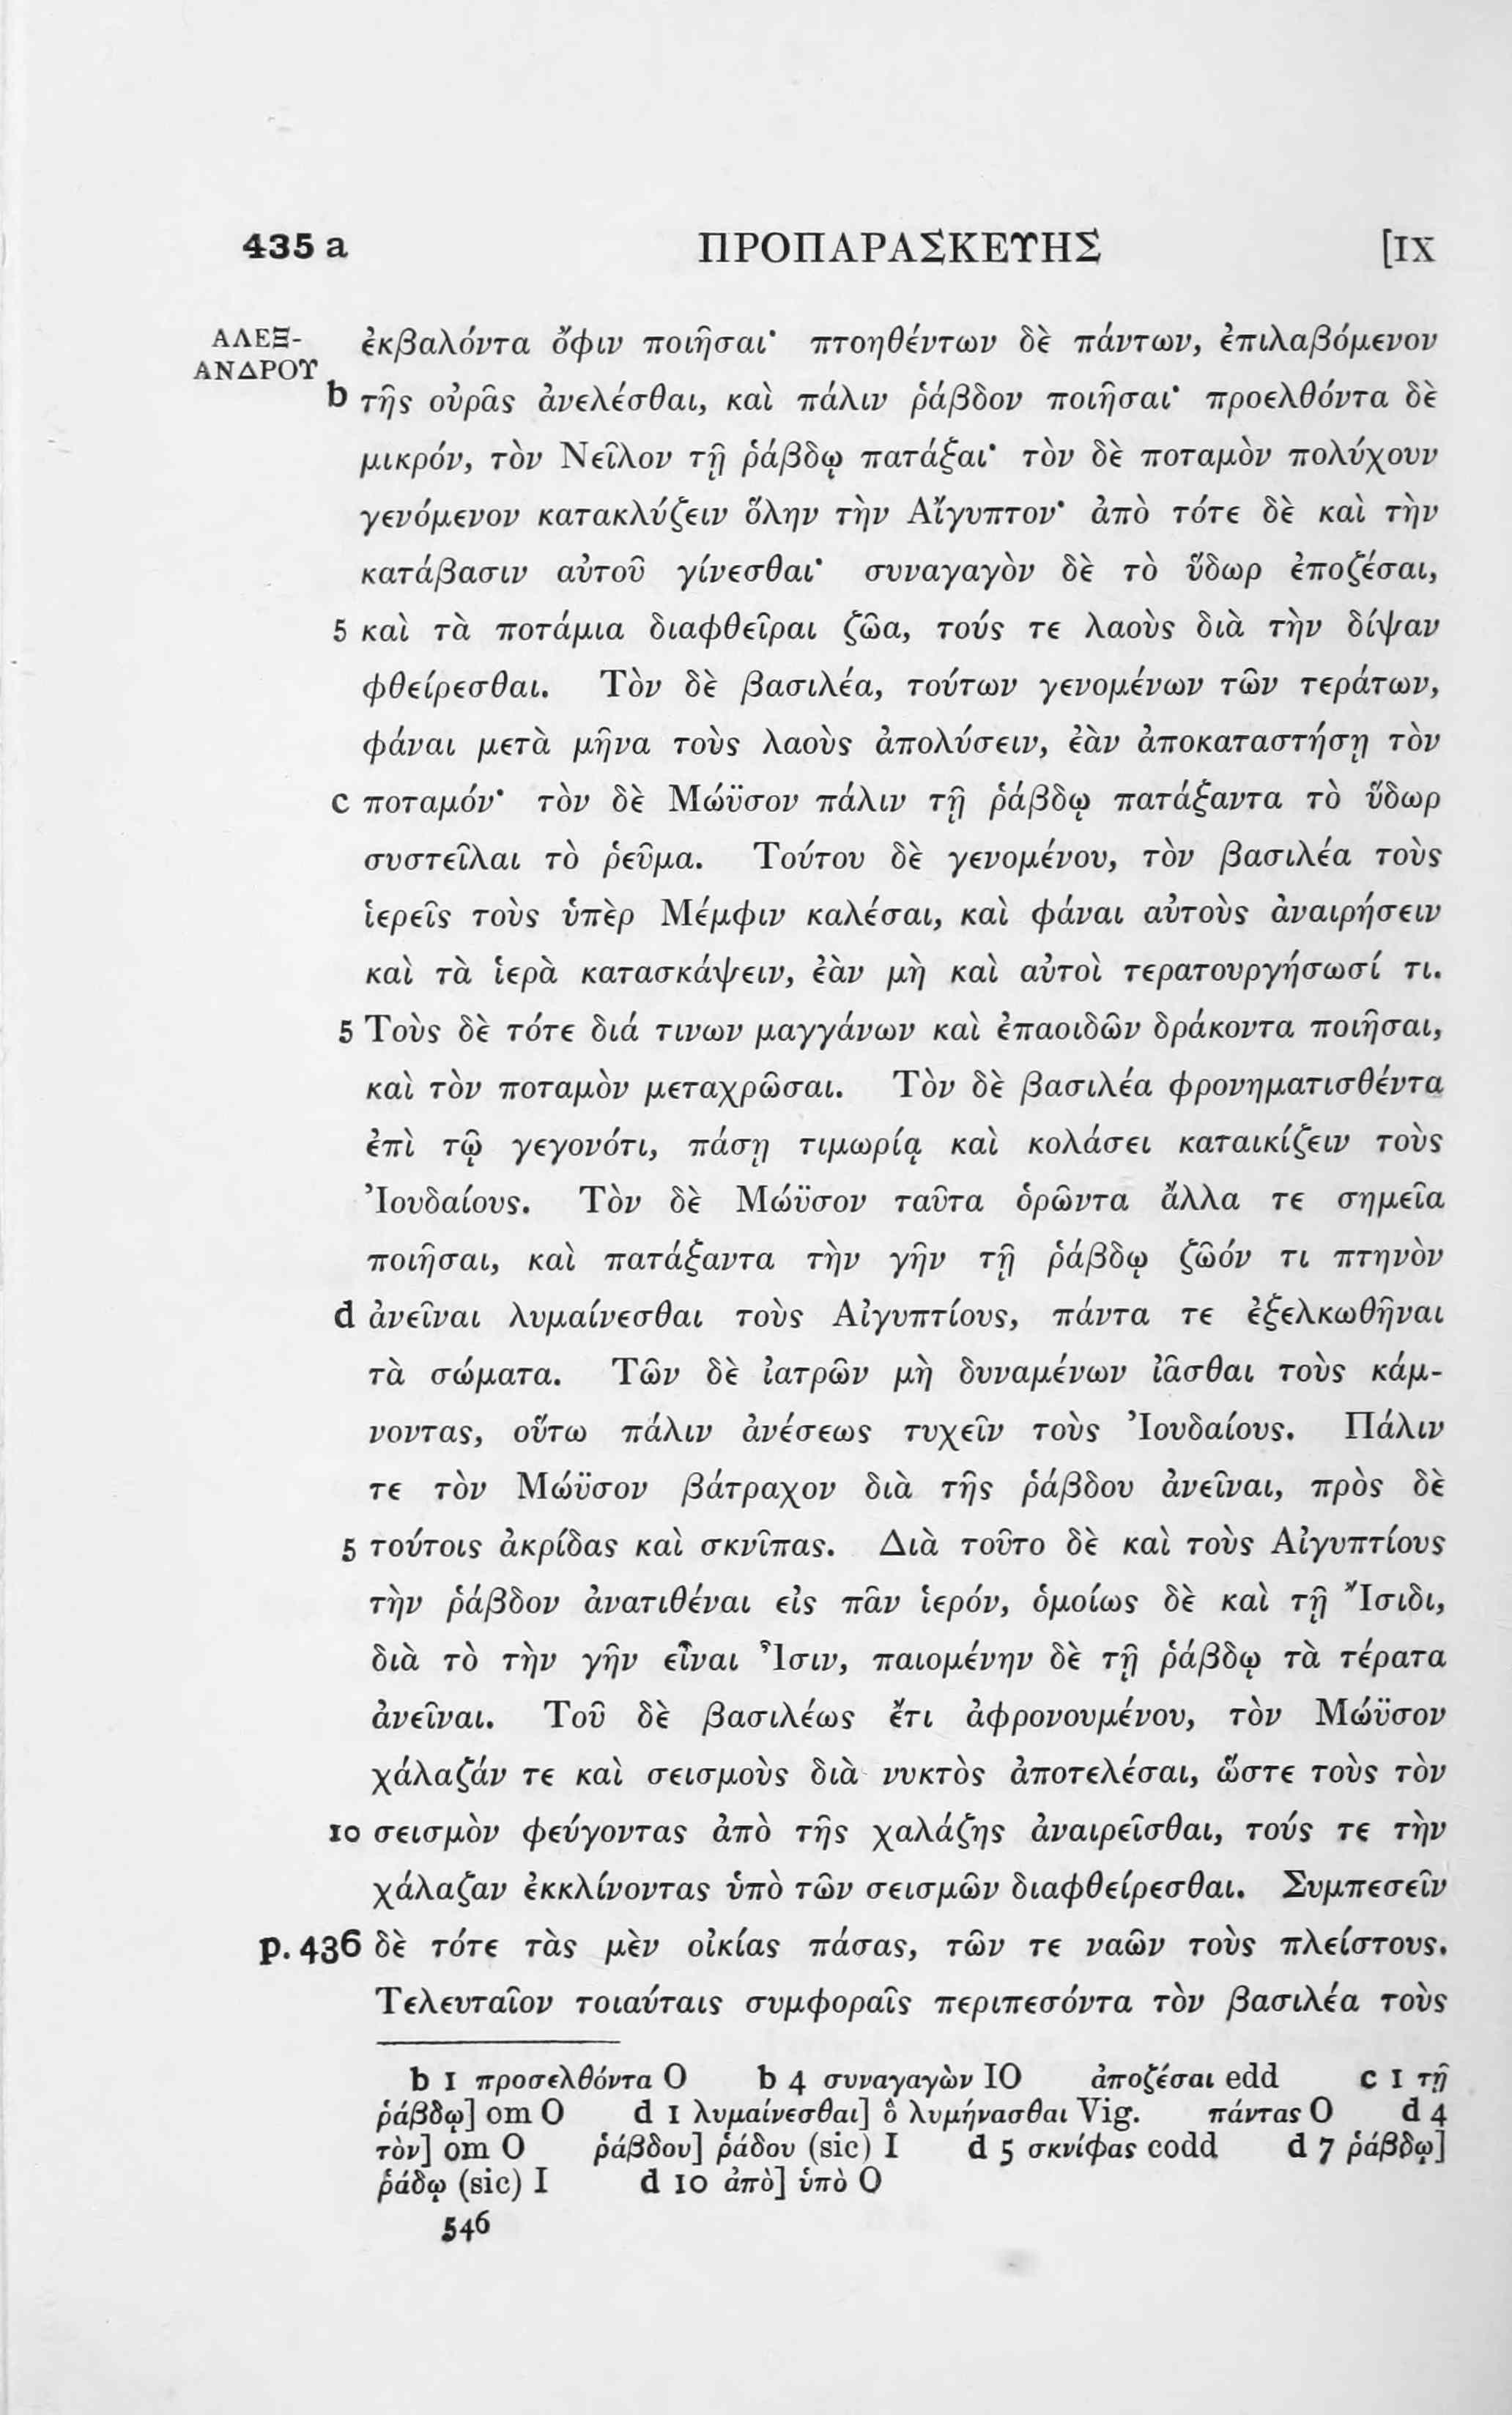 435 a ΠΡΟΠΑΡΑΣΚΕΥΗΣ [IX
ΑΛΕΞ- ἐκβαλόντα ὄφιν ποιῆσαι· πτοηθέντων δὲ πάντων, ἐπιλαβόμενον
ΑΝΔΡΟΥ
b τῆς οὐρᾶς ἀνελέσθαι, καὶ πάλιν ῥάβδον ποιῆσαι· προελθόντα δὲ
μικρόν, τὸν Νεῖλον τῇ ῥάβδῳ πατάξαι· τὸν δὲ ποταμὸν πολύχουν
γενόμενον κατακλύζειν ὅλην τὴν Αἴγυπτον· ἀπὸ τότε δὲ καὶ τὴν
κατάβασιν αὐτοῦ γίνεσθαι· συναγαγὸν δὲ τὸ ὕδωρ ἐποζέσαι,
5 καὶ τὰ ποτάμια διαφθεῖραι ζῶα, τούς τε λαοὺς διὰ τὴν δίψαν
φθείρεσθαι. Τὸν δὲ βασιλέα, τούτων γενομένων τῶν τεράτων,
φάναι μετὰ μῆνα τοὺς λαοὺς ἀπολύσειν, ἐὰν ἀποκαταστήσῃ τὸν
c ποταμόν· τὸν δὲ Μώϋσον πάλιν τῇ ῥάβδῳ πατάξαντα τὸ ὕδωρ
συστεῖλαι τὸ ῥεῦμα. Τούτου δὲ γενομένου, τὸν βασιλέα τοὺς
ἱερεῖς τοὺς ὑπὲρ Μέμφιν καλέσαι, καὶ φάναι αὐτοὺς ἀναιρήσειν
καὶ τὰ ἱερὰ κατασκάψειν, ἐὰν μὴ καὶ αὐτοὶ τερατουργήσωσί τι.
5 Τοὺς δὲ τότε διά τινων μαγγάνων καὶ ἐπαοιδῶν δράκοντα ποιῆσαι,
καὶ τὸν ποταμὸν μεταχρῶσαι. Τὸν δὲ βασιλέα φρονηματισθέντα
ἐπὶ τῷ γεγονότι, πάσῃ τιμωρίᾳ καὶ κολάσει καταικίζειν τοὺς
Ἰουδαίους. Τὸν δὲ Μώϋσον ταῦτα ὁρῶντα ἄλλα τε σημεῖα
ποιῆσαι, καὶ πατάξαντα τὴν γῆν τῇ ῥάβδῳ ζῶόν τι πτηνὸν
d ἀνεῖναι λυμαίνεσθαι τοὺς Αἰγυπτίους, πάντα τε ἐξελκωθῆναι
τὰ σώματα. Τῶν δὲ ἰατρῶν μὴ δυναμένων ἰᾶσθαι τοὺς κάμ-
νοντας, οὕτω πάλιν ἀνέσεως τυχεῖν τοὺς Ἰουδαίους. Πάλιν
τε τὸν Μώϋσον βάτραχον διὰ τῆς ῥάβδου ἀνεῖναι, πρὸς δὲ
5 τούτοις ἀκρίδας καὶ σκνῖπας. Διὰ τοῦτο δὲ καὶ τοὺς Αἰγυπτίους
τὴν ῥάβδον ἀνατιθέναι εἰς πᾶν ἱερόν, ὁμοίως δὲ καὶ τῇ Ἴσιδι,
διὰ τὸ τὴν γῆν εἶναι Ἶσιν, παιομένην δὲ τῇ ῥάβδῳ τὰ τέρατα
ἀνεῖναι. Τοῦ δὲ βασιλέως ἔτι ἀφρονουμένου, τὸν Μώϋσον
χάλαζάν τε καὶ σεισμοὺς διὰ νυκτὸς ἀποτελέσαι, ὥστε τοὺς τὸν
10 σεισμὸν φεύγοντας ἀπὸ τῆς χαλάζης ἀναιρεῖσθαι, τούς τε τὴν
χάλαζαν ἐκκλίνοντας ὑπὸ τῶν σεισμῶν διαφθείρεσθαι. Συμπεσεῖν
p. 436 δὲ τότε τὰς μὲν οἰκίας πάσας, τῶν τε ναῶν τοὺς πλείστους.
Τελευταῖον τοιαύταις συμφοραῖς περιπεσόντα τὸν βασιλέα τοὺς
b 1 προσελθόντα O b 4 συναγαγὼν IO ἀποζέσαι edd c 1 τῇ
ῥάβδῳ] om O d 1 λυμαίνεσθαι] ὃ λυμήνασθαι Vig. πάντας O d 4
τὸν] om O ῥάβδου] ῥάδου (sic) I d 5 σκνίφας codd d 7 ῥάβδῳ]
ῥάδῳ (sic) I d 10 ἀπὸ] ὑπὸ O
546